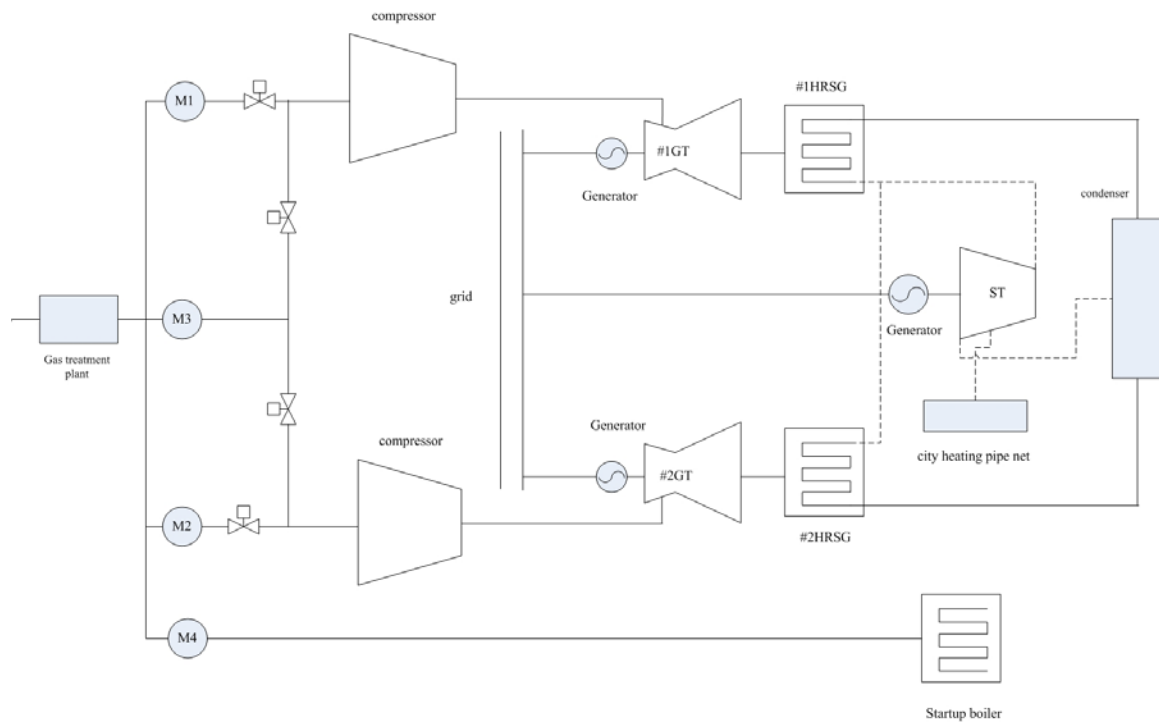 compressor
M1
#1HRSG
#1GT
Generator
condenser
grid
ST
M3
Generator
Gas treatment
plant
Generator
compressor
city heating pipe net
#2GT
M2
#2HRSG
M4
Startup boiler